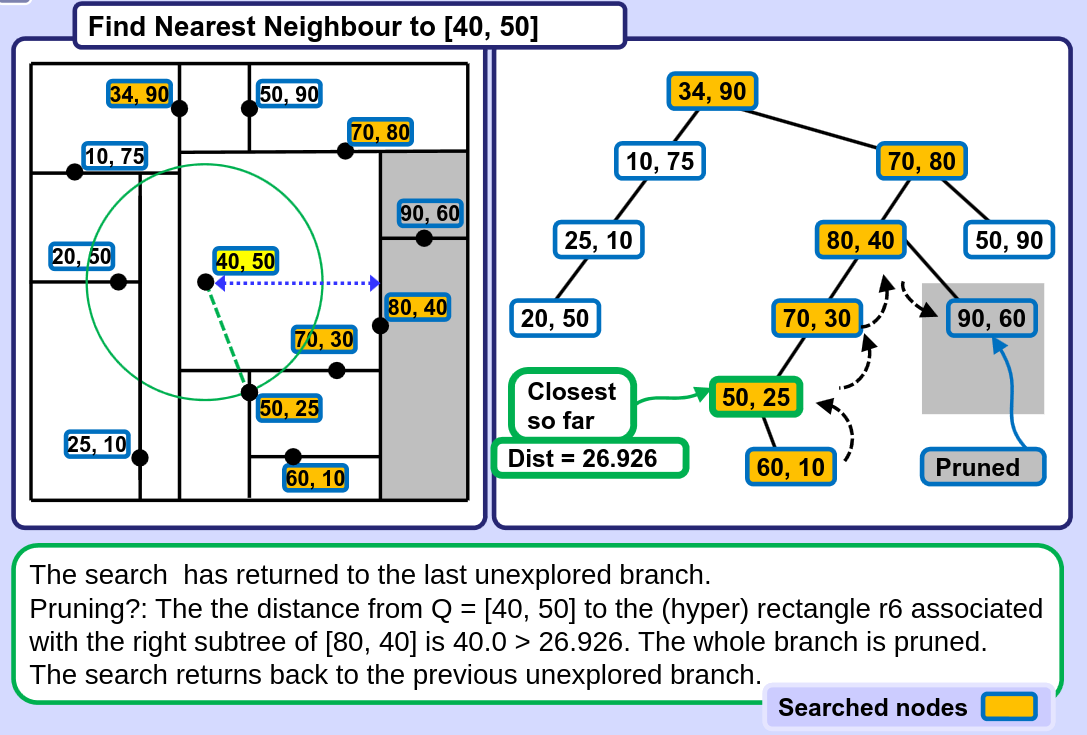 Find Nearest Neighbour to [40, 50]
34, 90
50, 90
70, 80
10, 75
90, 60
20, 50
40, 50
80, 40
70, 30
50, 25
25, 10
60, 10
34, 90
10, 75
70, 80
25, 10
80, 40
50, 90
20, 50
70, 30
90, 60
Closest
so far
50, 25
Dist = 26.926
60, 10
Pruned
The search  has returned to the last unexplored branch.
Pruning?: The the distance from Q = [40, 50] to the (hyper) rectangle r6 associated
with the right subtree of [80, 40] is 40.0 > 26.926. The whole branch is pruned.
The search returns back to the previous unexplored branch.
Searched nodes